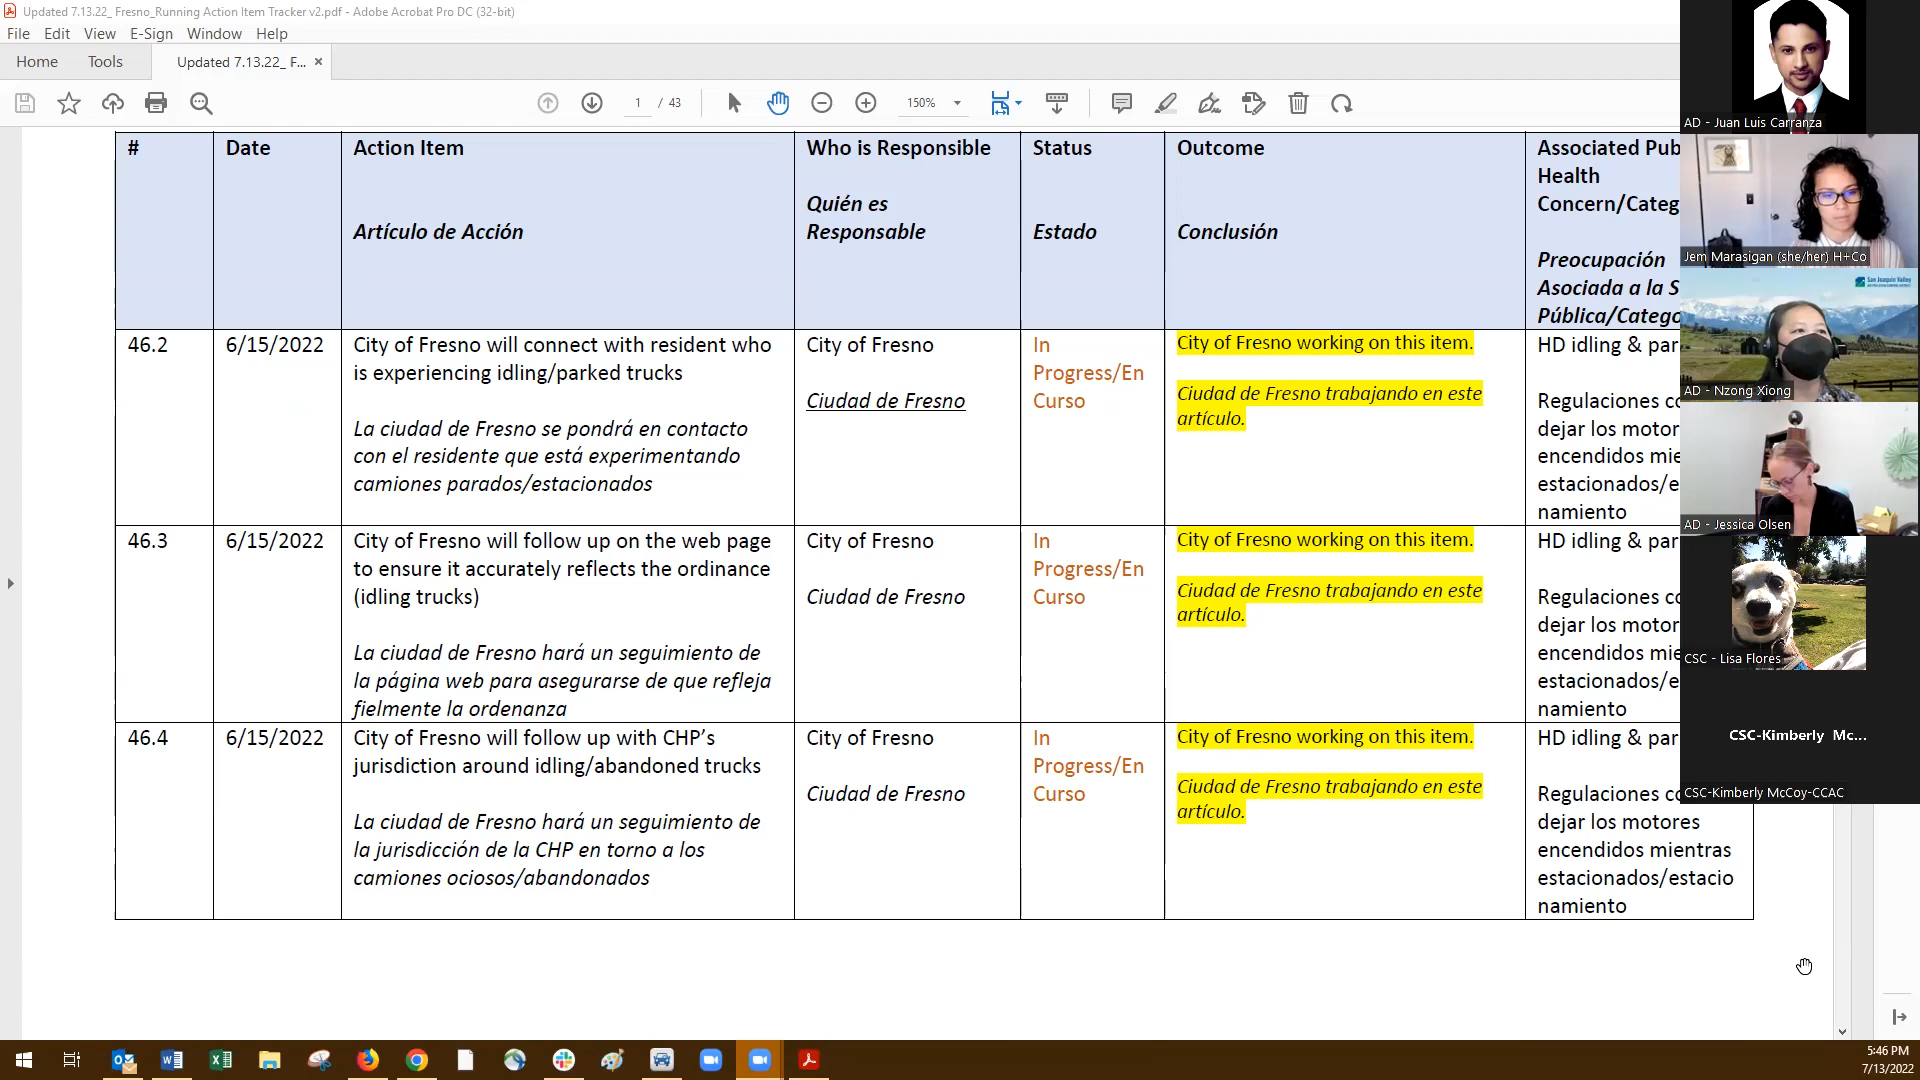 Updated 7.13.22_ Fresno_Running Action Item Tracker v2.pdf - Adobe Acrobat Pro DC (32-bit)
File Edit View E-Sign Window Help
Home Tools Updated 7.13.22_ F... ×
1 / 43 150%
# Date Action Item Who is Responsible Status Outcome Associated Pub
Health
Concern/Categ
Artículo de Acción Quién es Responsable Estado Conclusión
Preocupación
Asociada a la S
Pública/Catego
46.2 6/15/2022 City of Fresno will connect with resident who
is experiencing idling/parked trucks
La ciudad de Fresno se pondrá en contacto
con el residente que está experimentando
camiones parados/estacionados
City of Fresno
Ciudad de Fresno
In
Progress/En
Curso
City of Fresno working on this item.
Ciudad de Fresno trabajando en este
artículo.
HD idling & par
Regulaciones co
dejar los motor
encendidos mie
estacionados/e
namiento
46.3 6/15/2022 City of Fresno will follow up on the web page
to ensure it accurately reflects the ordinance
(idling trucks)
La ciudad de Fresno hará un seguimiento de
la página web para asegurarse de que refleja
fielmente la ordenanza
City of Fresno
Ciudad de Fresno
In
Progress/En
Curso
City of Fresno working on this item.
Ciudad de Fresno trabajando en este
artículo.
HD idling & par
Regulaciones co
dejar los motor
encendidos mie
estacionados/e
namiento
46.4 6/15/2022 City of Fresno will follow up with CHP’s
jurisdiction around idling/abandoned trucks
La ciudad de Fresno hará un seguimiento de
la jurisdicción de la CHP en torno a los
camiones ociosos/abandonados
City of Fresno
Ciudad de Fresno
In
Progress/En
Curso
City of Fresno working on this item.
Ciudad de Fresno trabajando en este
artículo.
HD idling & par
Regulaciones co
dejar los motores
encendidos mientras
estacionados/estacio
namiento
AD - Juan Luis Carranza
Jem Marasigan (she/her) H+Co
San Joaquin Valley
AD - Nzong Xiong
AD - Jessica Olsen
CSC - Lisa Flores
CSC-Kimberly Mc...
CSC-Kimberly McCoy-CCAC
5:46 PM
7/13/2022